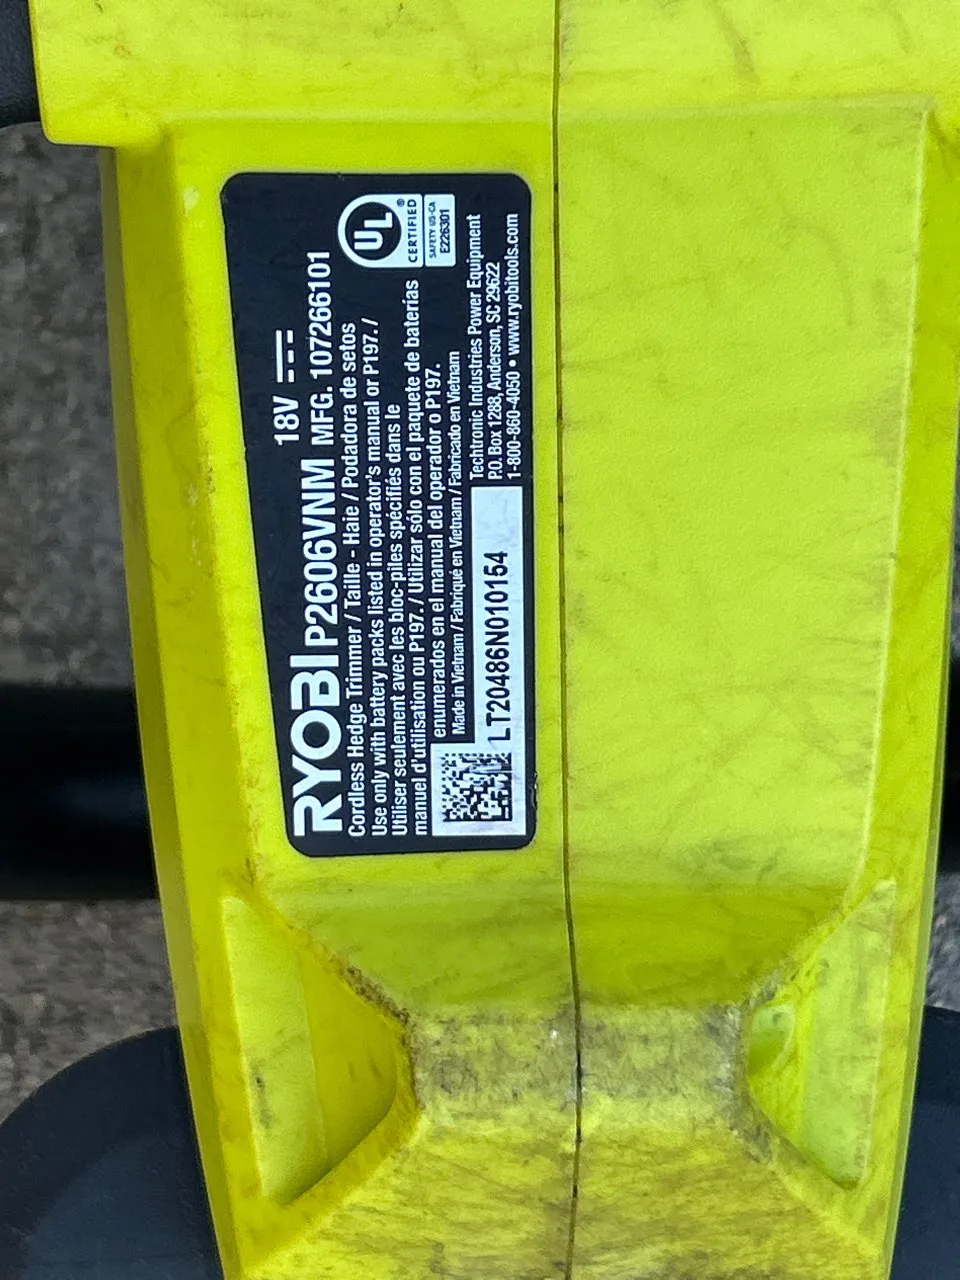 18V
RYOBI P2606VNM MFG. 107266101
Cordless Hedge Trimmer / Taille - Haie / Podadora de setos
Use only with battery packs listed in operator's manual or P197. /
Utiliser seulement avec les bloc-piles spécifiés dans le
manuel d'utilisation ou P197. / Utilizar sólo con el paquete de baterías
enumerados en el manual del operador o P197.
Made in Vietnam / Fabriqué en Vietnam / Fabricado en Vietnam
LT20486N010154
UL
CERTIFIED
®
SAFETY US-CA
E226301
Techtronic Industries Power Equipment
P.O. Box 1288, Anderson, SC 29622
1-800-860-4050 • www.ryobitools.com